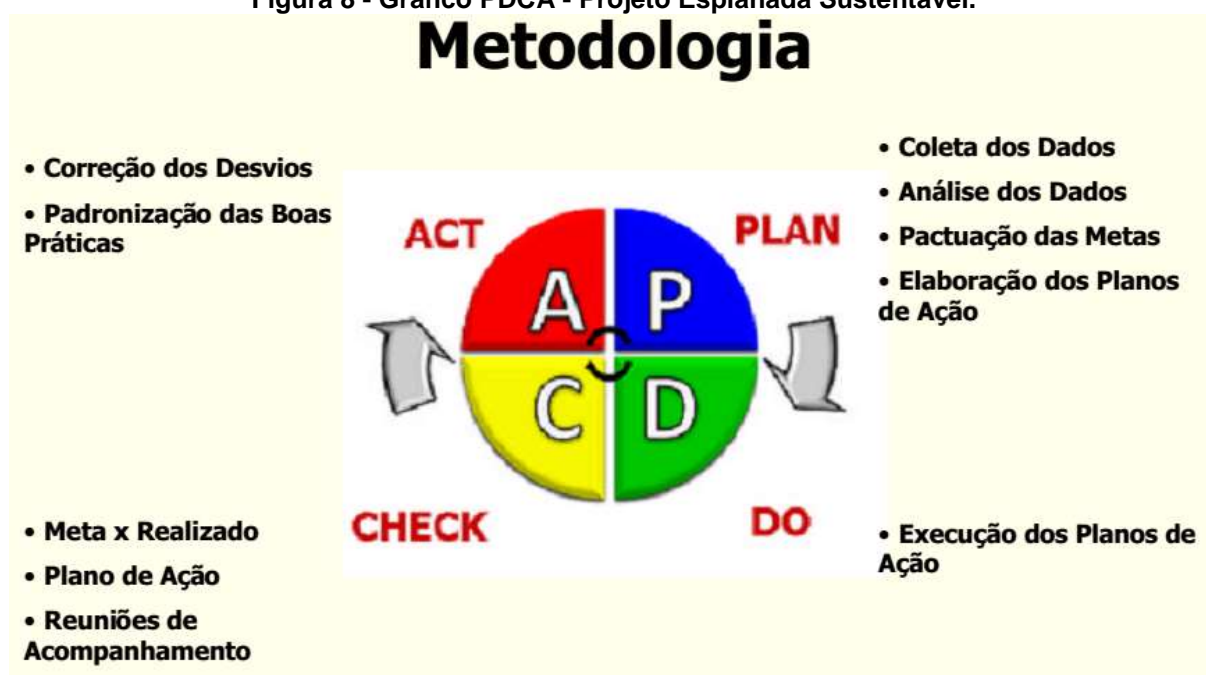 Figura 8 - Gráfico PDCA - Projeto Esplanada Sustentável.
Metodologia
• Correção dos Desvios
• Padronização das Boas
Práticas
• Coleta dos Dados
• Análise dos Dados
• Pactuação das Metas
• Elaboração dos Planos
de Ação
ACT
PLAN
A
P
C
D
CHECK
DO
• Meta x Realizado
• Plano de Ação
• Reuniões de
Acompanhamento
• Execução dos Planos de
Ação